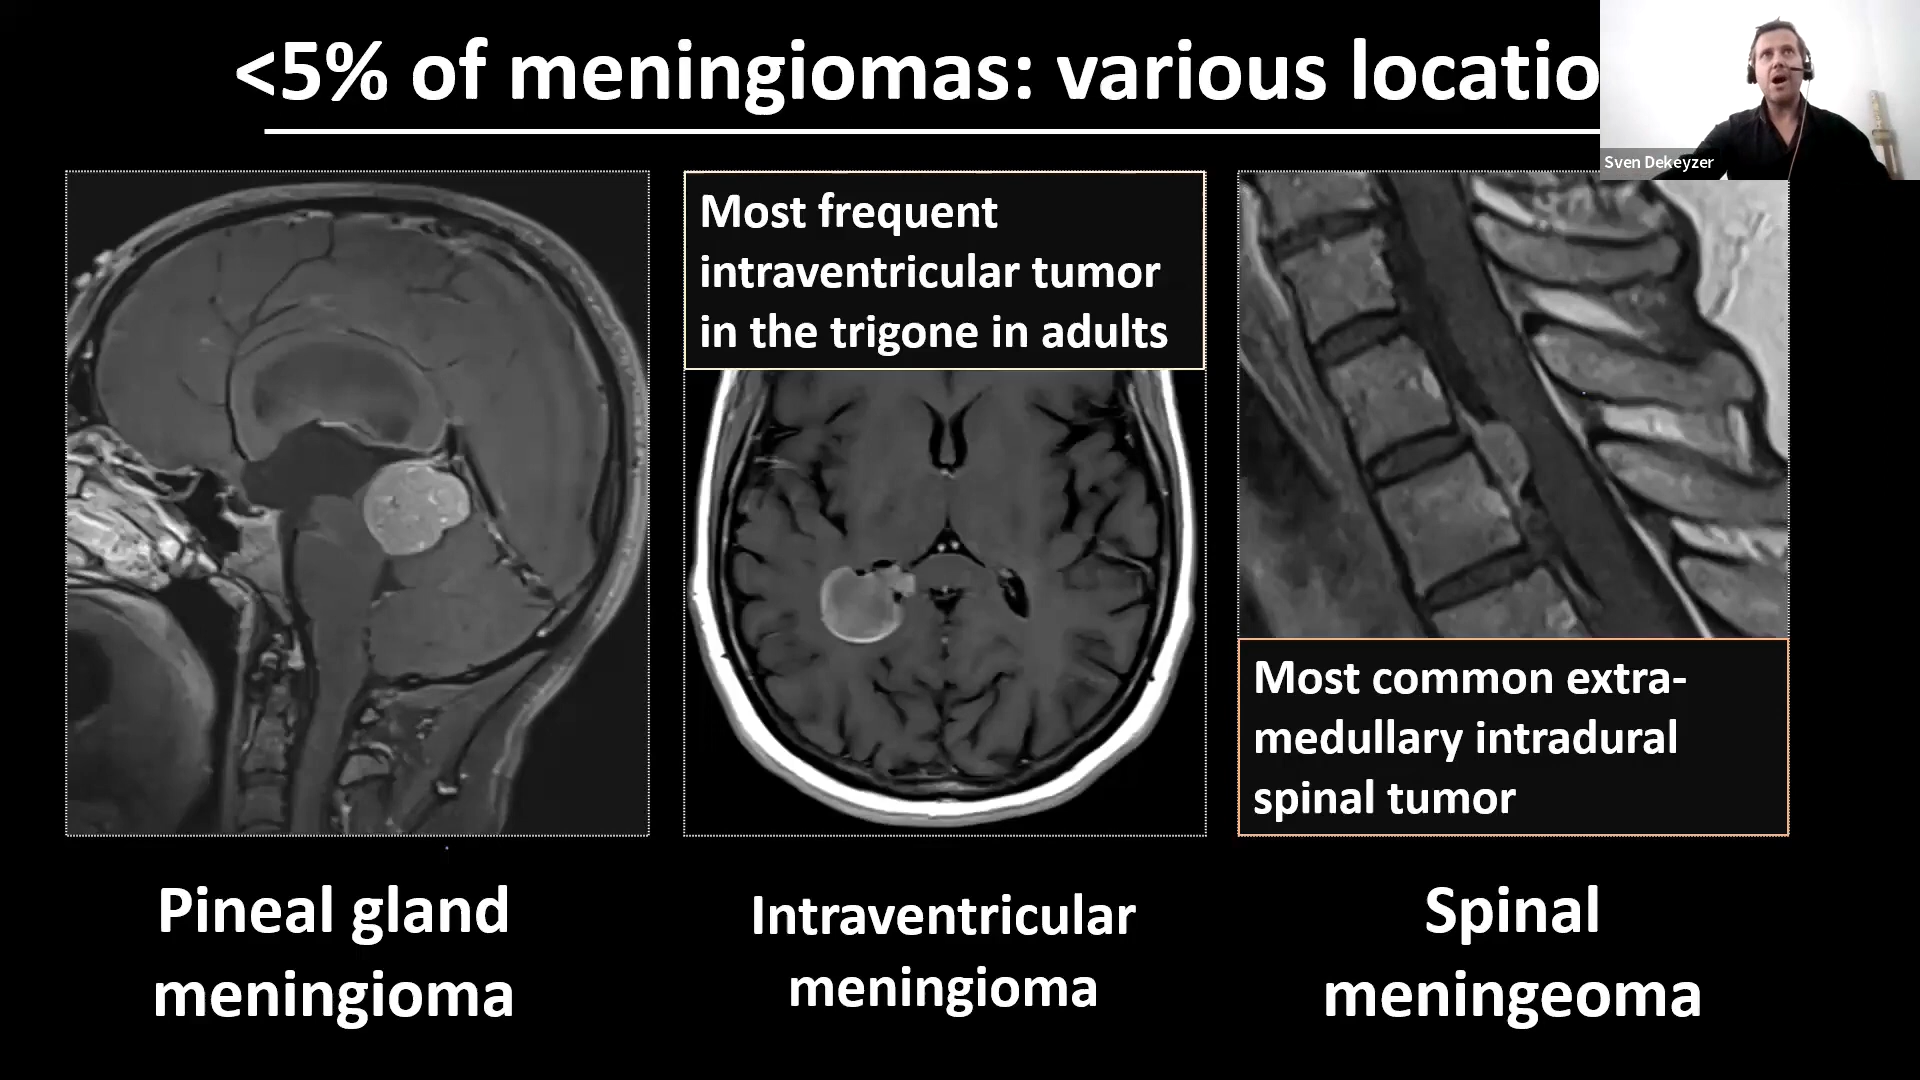 <5% of meningiomas: various locatio
Sven Dekeyzer
Most frequent
intraventricular tumor
in the trigone in adults
Most common extra-
medullary intradural
spinal tumor
Pineal gland
meningioma
Intraventricular
meningioma
Spinal
meningeoma